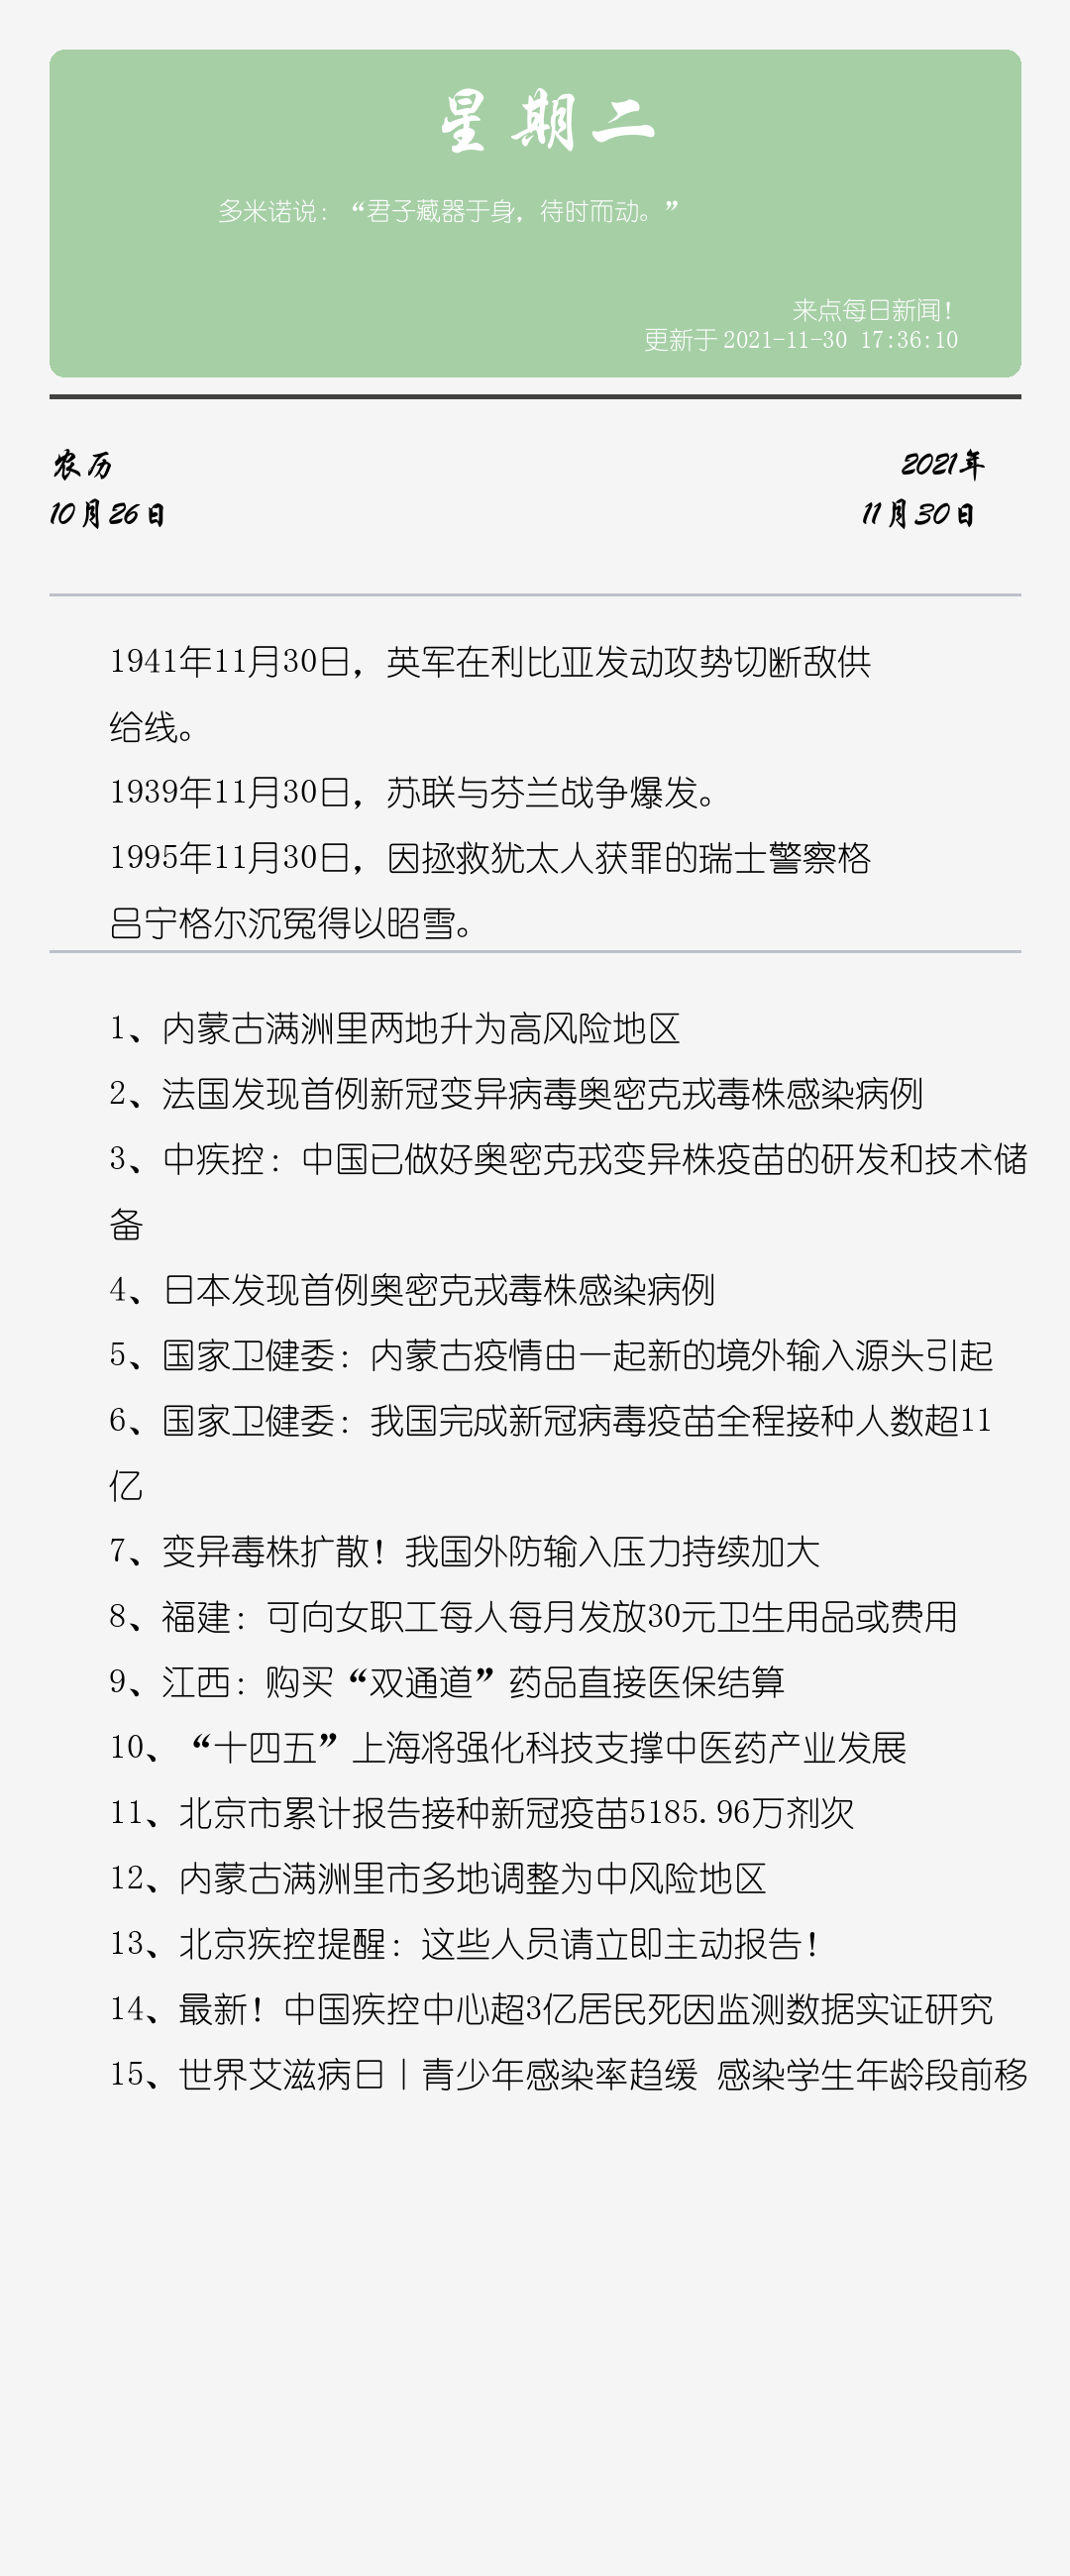 星期二
多米诺说：“君子藏器于身，待时而动。”
来点每日新闻！
更新于 2021-11-30 17:36:10
农历
10月26日
2021年
11月30日
1941年11月30日，英军在利比亚发动攻势切断敌供
给线。
1939年11月30日，苏联与芬兰战争爆发。
1995年11月30日，因拯救犹太人获罪的瑞士警察格
吕宁格尔沉冤得以昭雪。
1、内蒙古满洲里两地升为高风险地区
2、法国发现首例新冠变异病毒奥密克戎毒株感染病例
3、中疾控：中国已做好奥密克戎变异株疫苗的研发和技术储
备
4、日本发现首例奥密克戎毒株感染病例
5、国家卫健委：内蒙古疫情由一起新的境外输入源头引起
6、国家卫健委：我国完成新冠病毒疫苗全程接种人数超11
亿
7、变异毒株扩散！我国外防输入压力持续加大
8、福建：可向女职工每人每月发放30元卫生用品或费用
9、江西：购买“双通道”药品直接医保结算
10、“十四五”上海将强化科技支撑中医药产业发展
11、北京市累计报告接种新冠疫苗5185.96万剂次
12、内蒙古满洲里市多地调整为中风险地区
13、北京疾控提醒：这些人员请立即主动报告！
14、最新！中国疾控中心超3亿居民死因监测数据实证研究
15、世界艾滋病日丨青少年感染率趋缓 感染学生年龄段前移